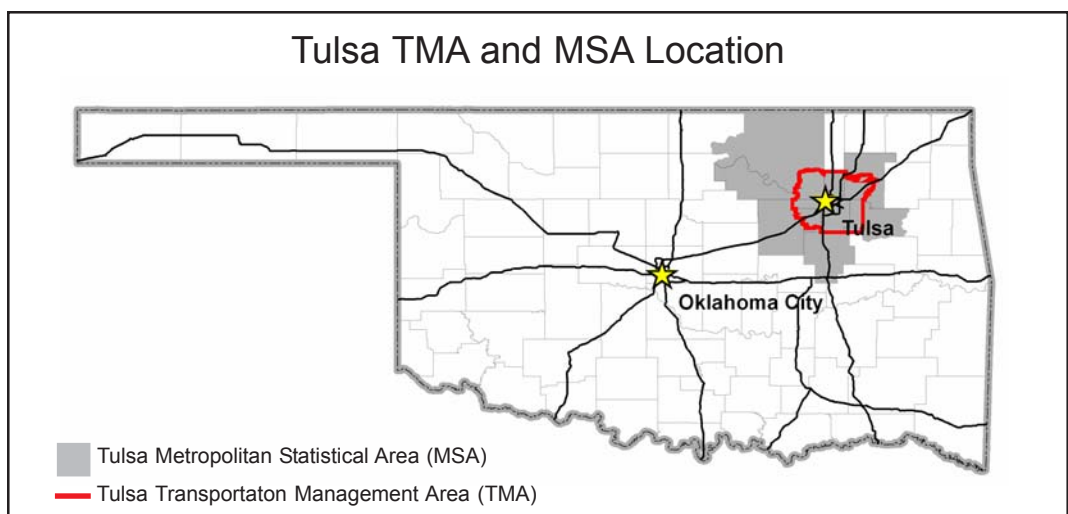 Tulsa TMA and MSA Location
Tulsa
Oklahoma City
Tulsa Metropolitan Statistical Area (MSA)
Tulsa Transportaton Management Area (TMA)